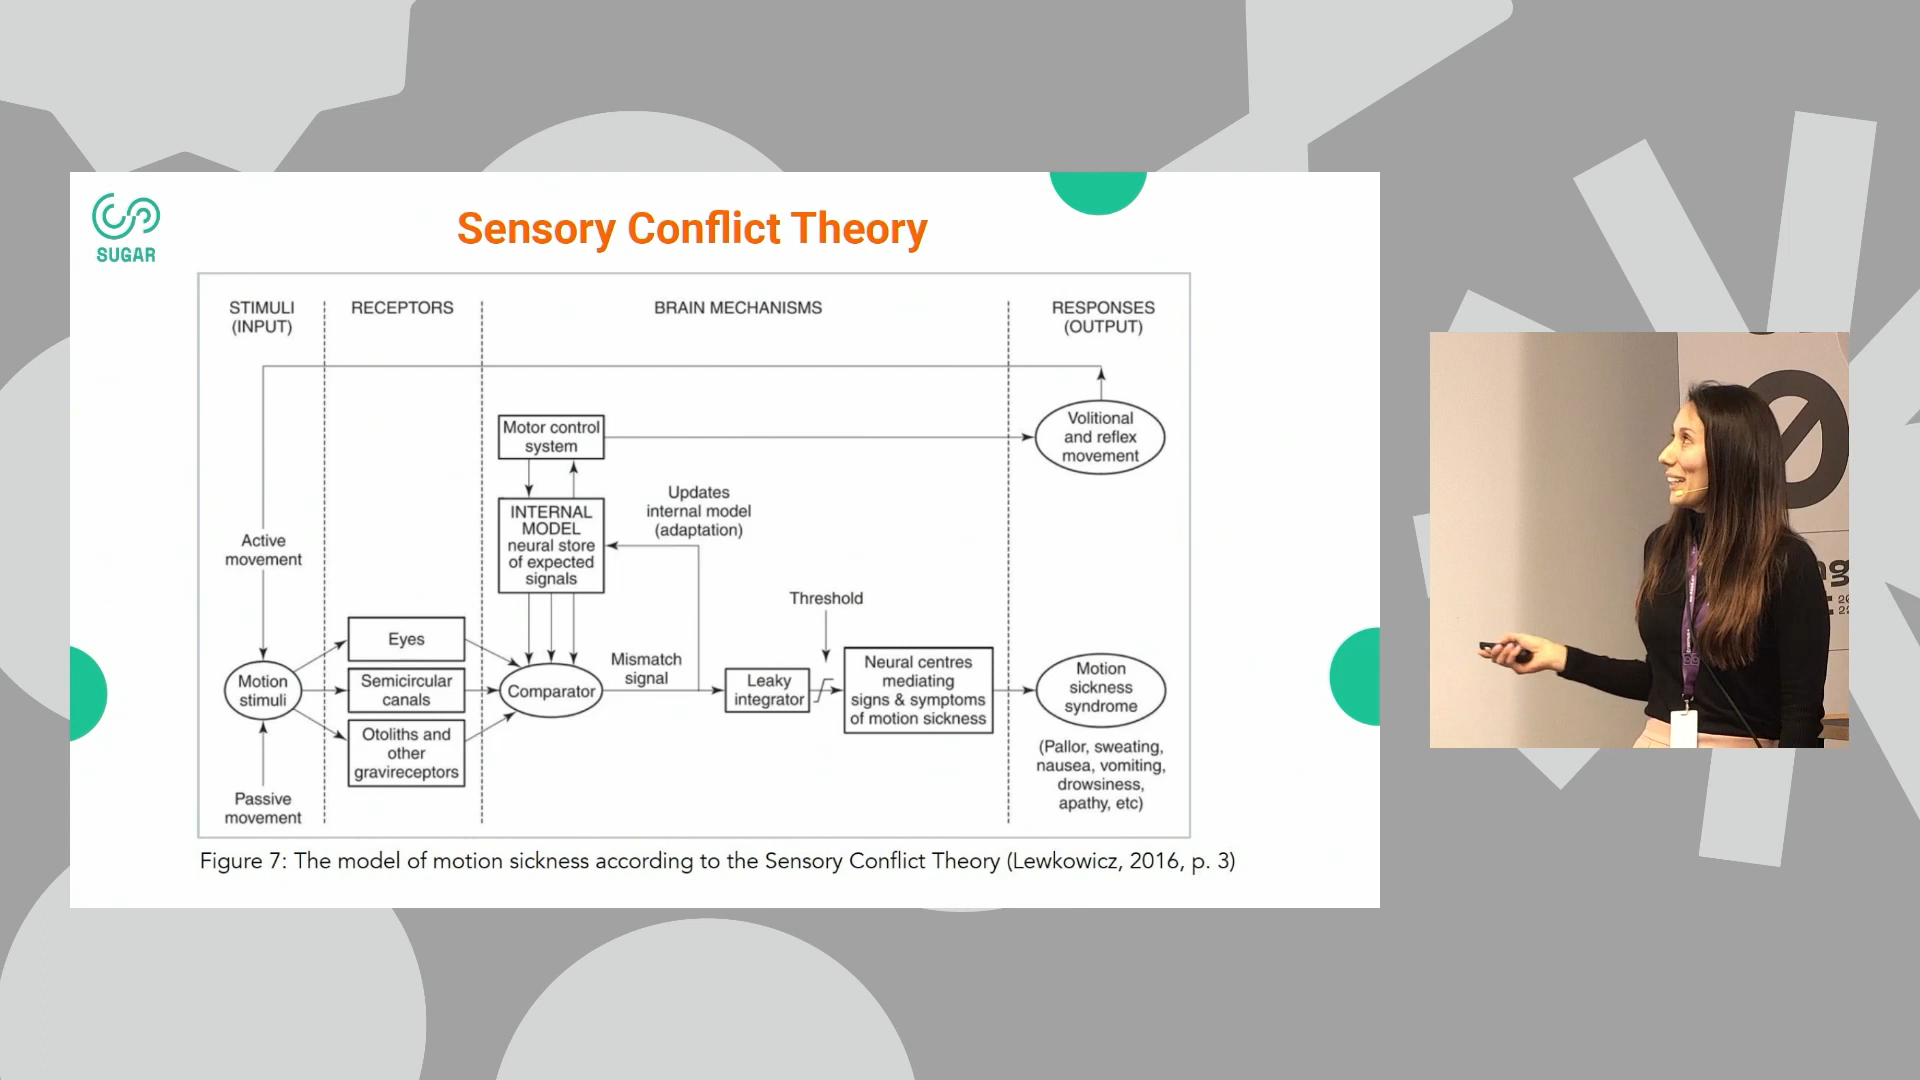 SUGAR
Sensory Conflict Theory
STIMULI
(INPUT)
RECEPTORS
BRAIN MECHANISMS
RESPONSES
(OUTPUT)
Motor control
system
Volitional
and reflex
movement
Updates
internal model
(adaptation)
INTERNAL
MODEL
neural store
of expected
signals
Active
movement
Threshold
Eyes
Mismatch
signal
Motion
stimuli
Semicircular
canals
Comparator
Leaky
integrator
Neural centres
mediating
signs & symptoms
of motion sickness
Motion
sickness
syndrome
Otoliths and
other
gravireceptors
(Pallor, sweating,
nausea, vomiting,
drowsiness,
apathy, etc)
Passive
movement
Figure 7: The model of motion sickness according to the Sensory Conflict Theory (Lewkowicz, 2016, p. 3)